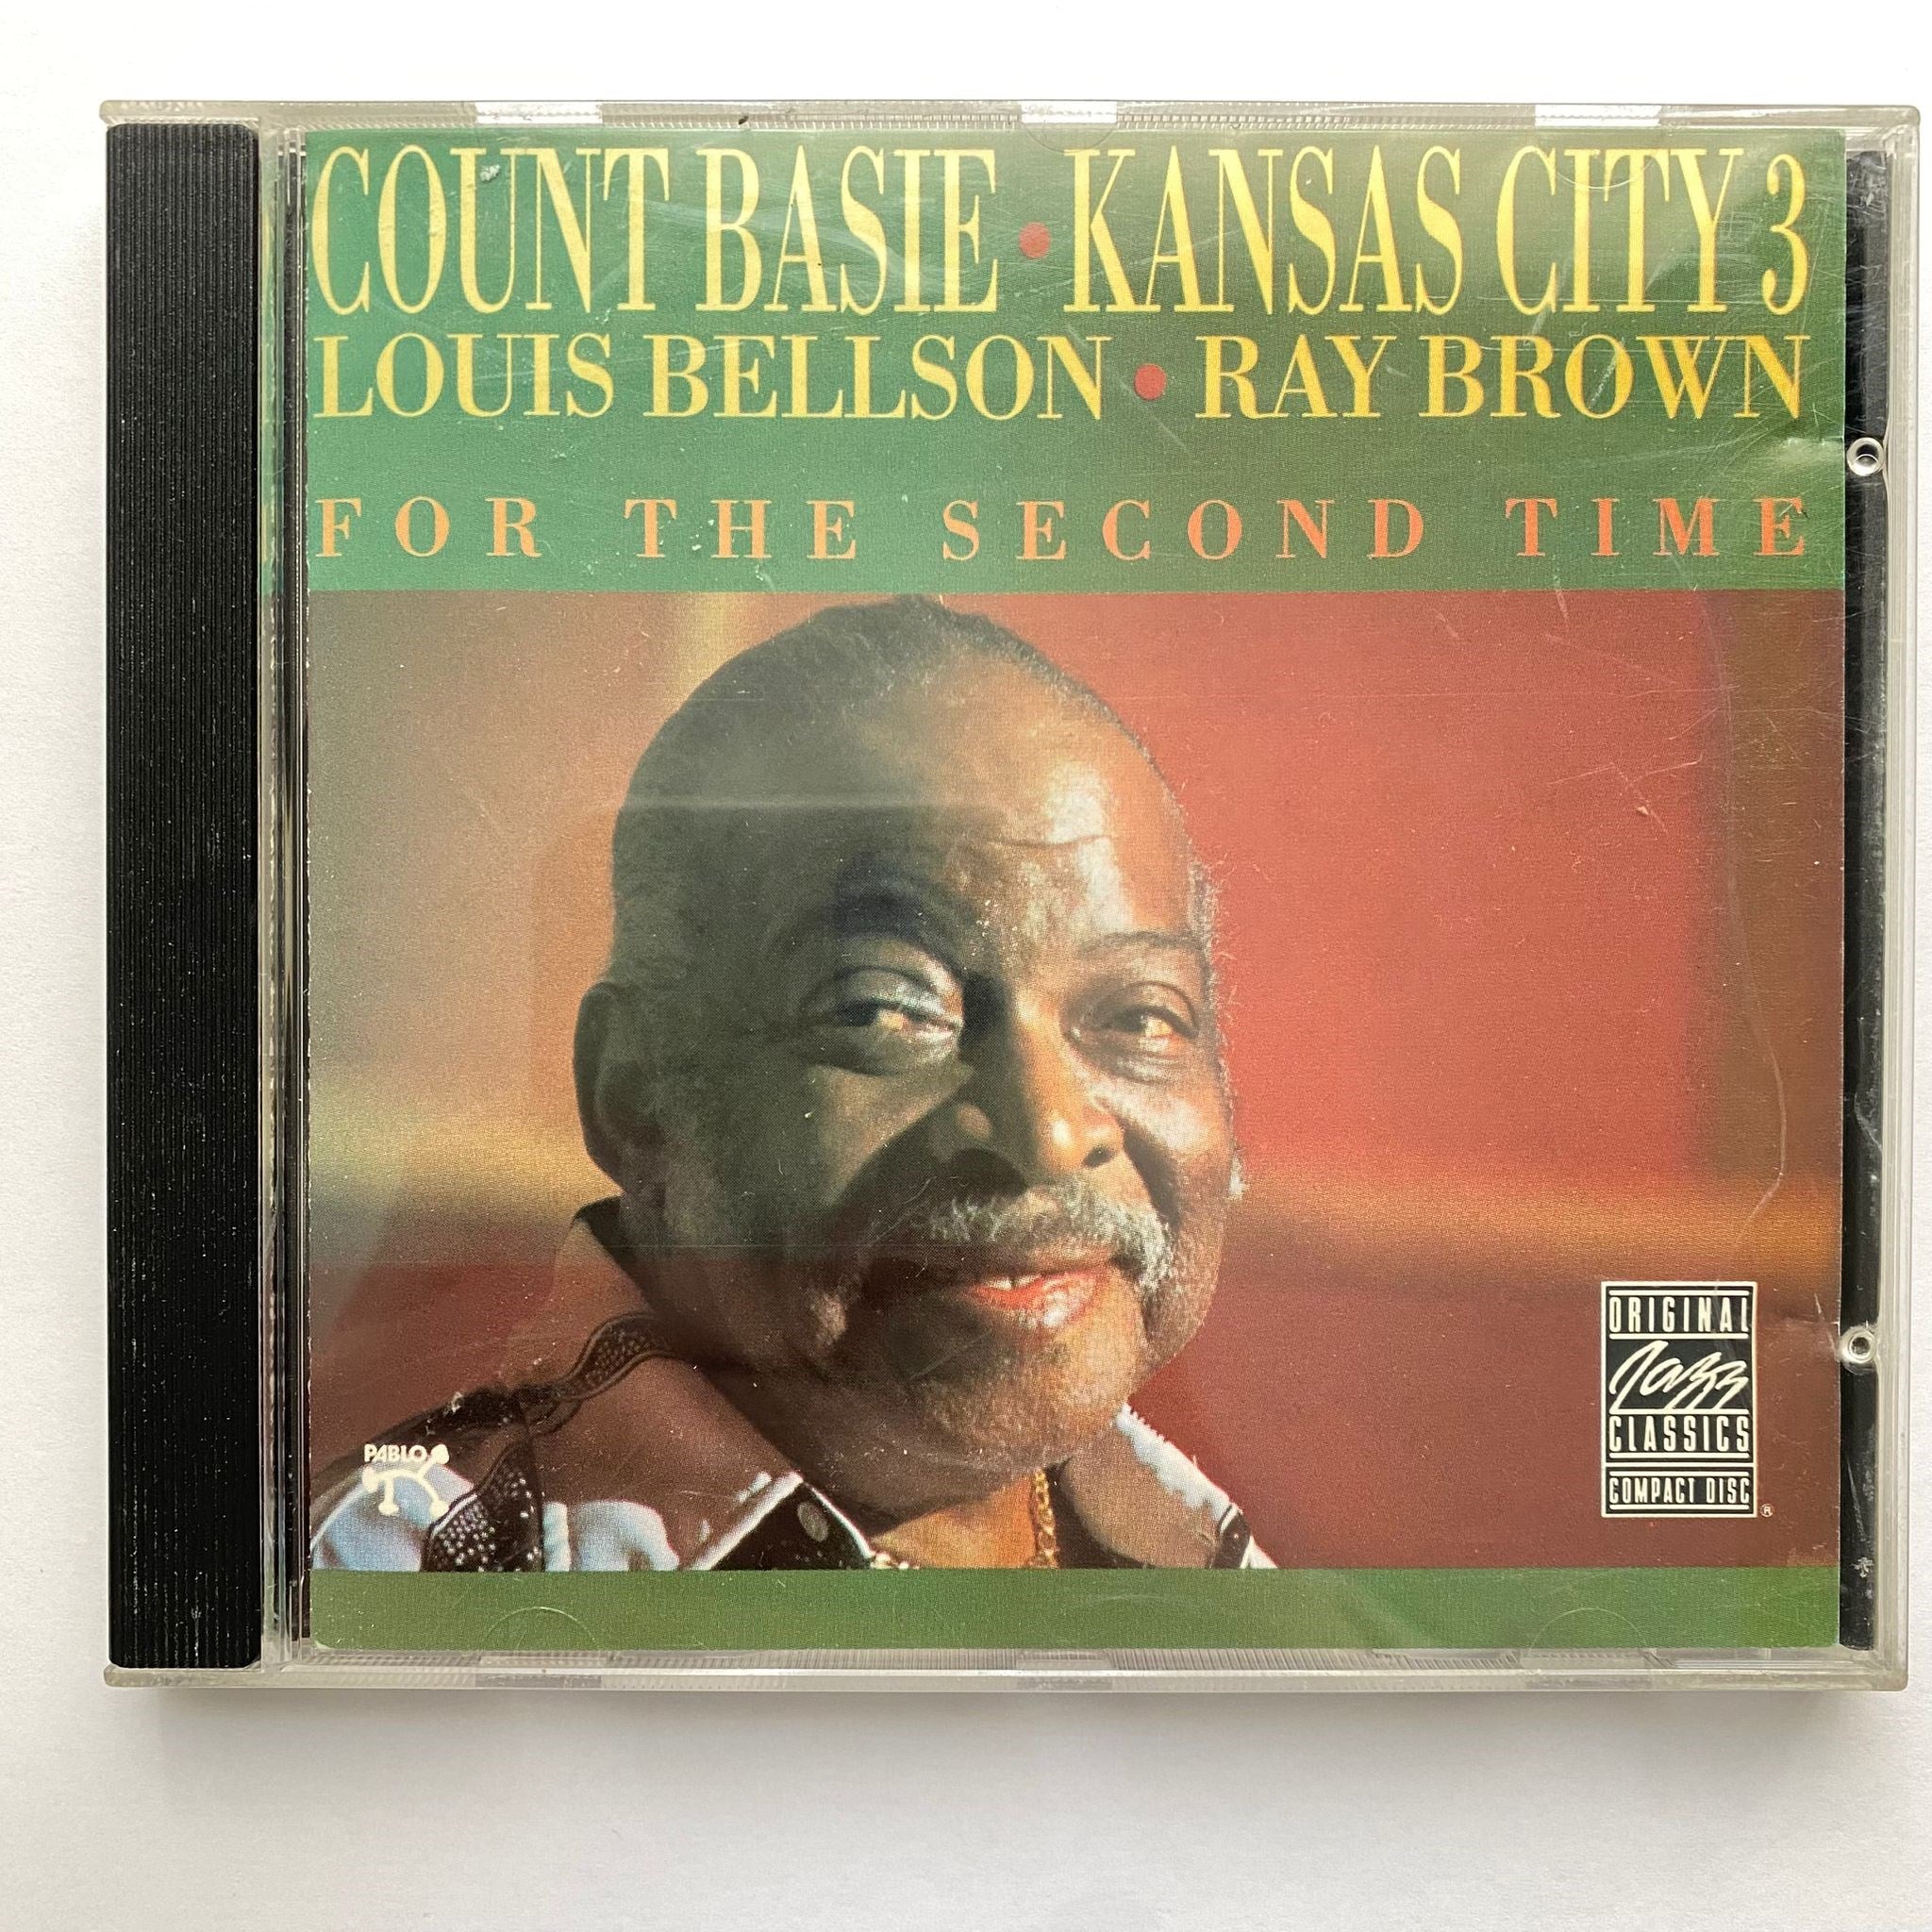 COUNT BASIE • KANSAS CITY 3
LOUIS BELLSON • RAY BROWN
FOR THE SECOND TIME
PABLO
ORIGINAL
Jazz
CLASSICS
COMPACT DISC
®